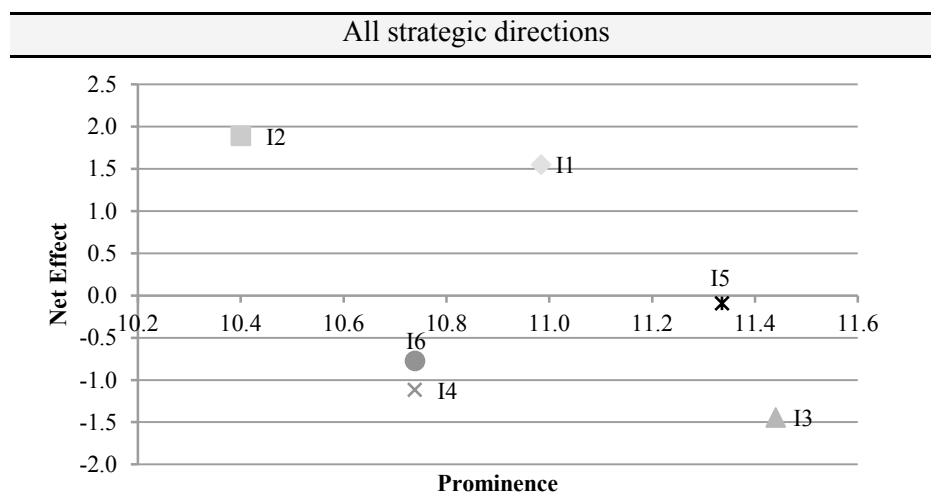 All strategic directions
2.5
2.0
I2
1.5
I1
1.0
0.5
I5
0.0
10.2 10.4 10.6 10.8 11.0 11.2 11.4 11.6
-0.5
I6
-1.0
I4
-1.5
I3
-2.0
Net Effect
Prominence